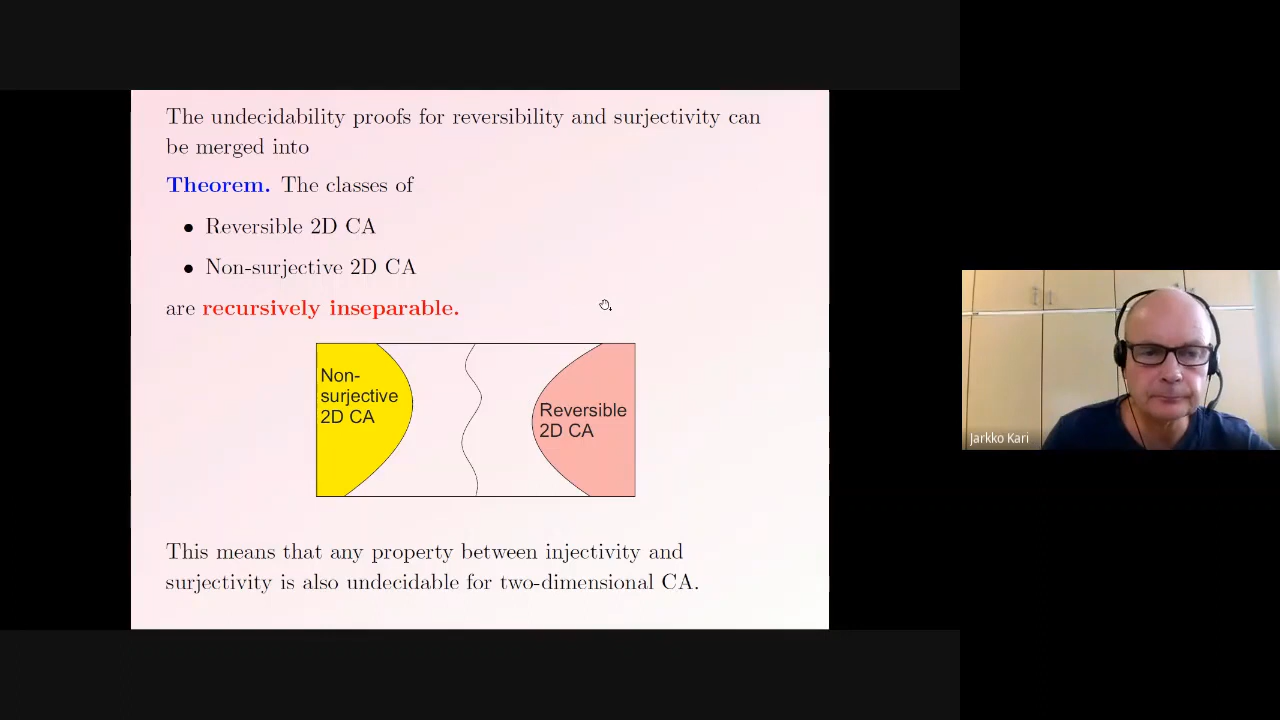 The undecidability proofs for reversibility and surjectivity can
be merged into
Theorem. The classes of
• Reversible 2D CA
• Non-surjective 2D CA
are recursively inseparable.
Non-
surjective
2D CA
Reversible
2D CA
This means that any property between injectivity and
surjectivity is also undecidable for two-dimensional CA.
Jarkko Kari